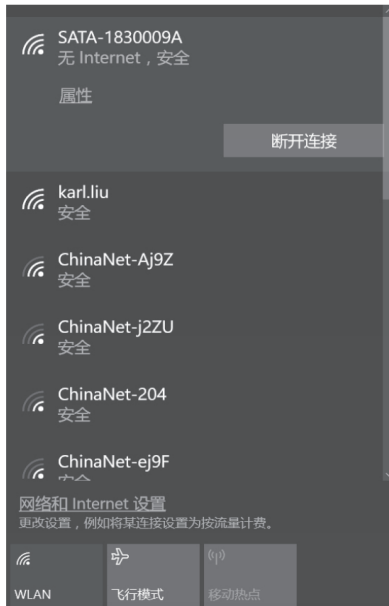 SATA-1830009A
无 Internet，安全
属性
断开连接
karl.liu
安全
ChinaNet-Aj9Z
安全
ChinaNet-j2ZU
安全
ChinaNet-204
安全
ChinaNet-ej9F
网络和 Internet 设置
更改设置，例如将某连接设置为按流量计费。
WLAN
飞行模式
移动热点